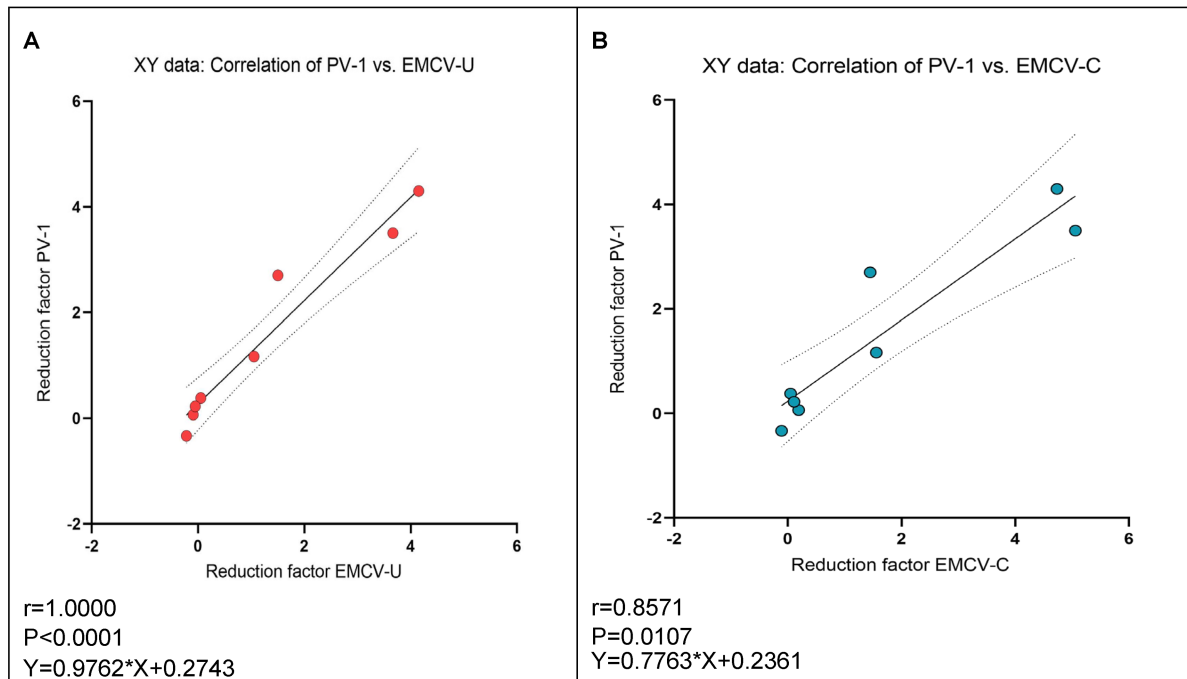 A
XY data: Correlation of PV-1 vs. EMCV-U
6
4
2
0
-2
-2 0 2 4 6
Reduction factor PV-1
Reduction factor EMCV-U
r=1.0000
P<0.0001
Y=0.9762*X+0.2743
B
XY data: Correlation of PV-1 vs. EMCV-C
6
4
2
0
-2
-2 0 2 4 6
Reduction factor PV-1
Reduction factor EMCV-C
r=0.8571
P=0.0107
Y=0.7763*X+0.2361